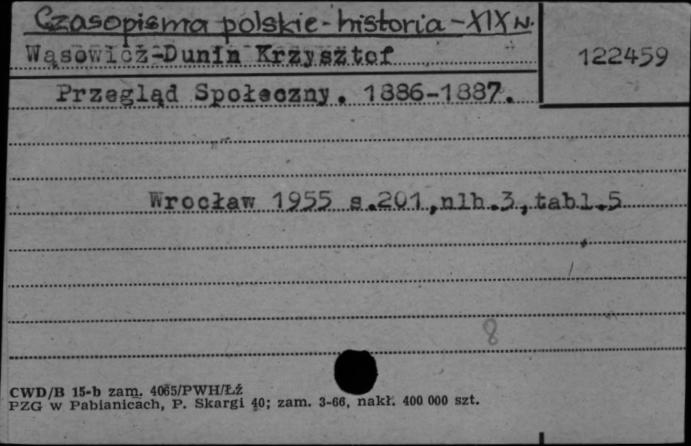 Czasopisma polskie - historia - XIX w.
Wąsowicz-Dunin Krzysztof
122459
Przegląd Społeczny. 1886-1887.
Wrocław 1955 s.201,nlb.3,tabl.5
8
CWD/B 15-b zam. 4065/PWH/Łź
PZG w Pabianicach, P. Skargi 40; zam. 3-66, nakł. 400 000 szt.